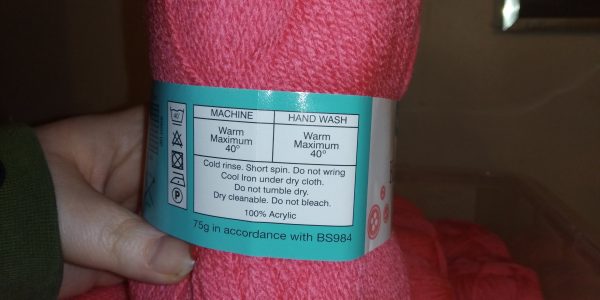 MACHINE HAND WASH
Warm Maximum 40° Warm Maximum 40°
Cold rinse. Short spin. Do not wring
Cool Iron under dry cloth.
Do not tumble dry.
Dry cleanable. Do not bleach.
100% Acrylic
75g in accordance with BS984
40
P